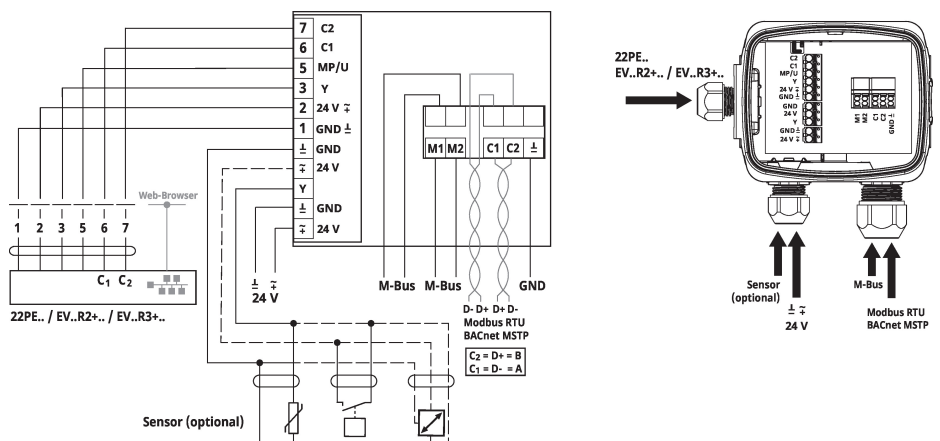 7 C2
6 C1
5 MP/U
3 Y
2 24 V
1 GND
GND
24 V
Y
GND
24 V
M1 M2 C1 C2
Web-Browser
1 2 3 5 6 7
C1 C2
22PE.. / EV..R2+.. / EV..R3+..
24 V
M-Bus M-Bus GND
D- D+ D+ D-
Modbus RTU
BACnet MSTP
C2 = D+ = B
C1 = D- = A
Sensor (optional)
22PE..
EV..R2+.. / EV..R3+..
C2
C1
MP/U
Y
24 V
GND
GND
24 V
Y
GND
24 V
M1 M2 C1 C2 GND
Sensor
(optional)
24 V
M-Bus
Modbus RTU
BACnet MSTP